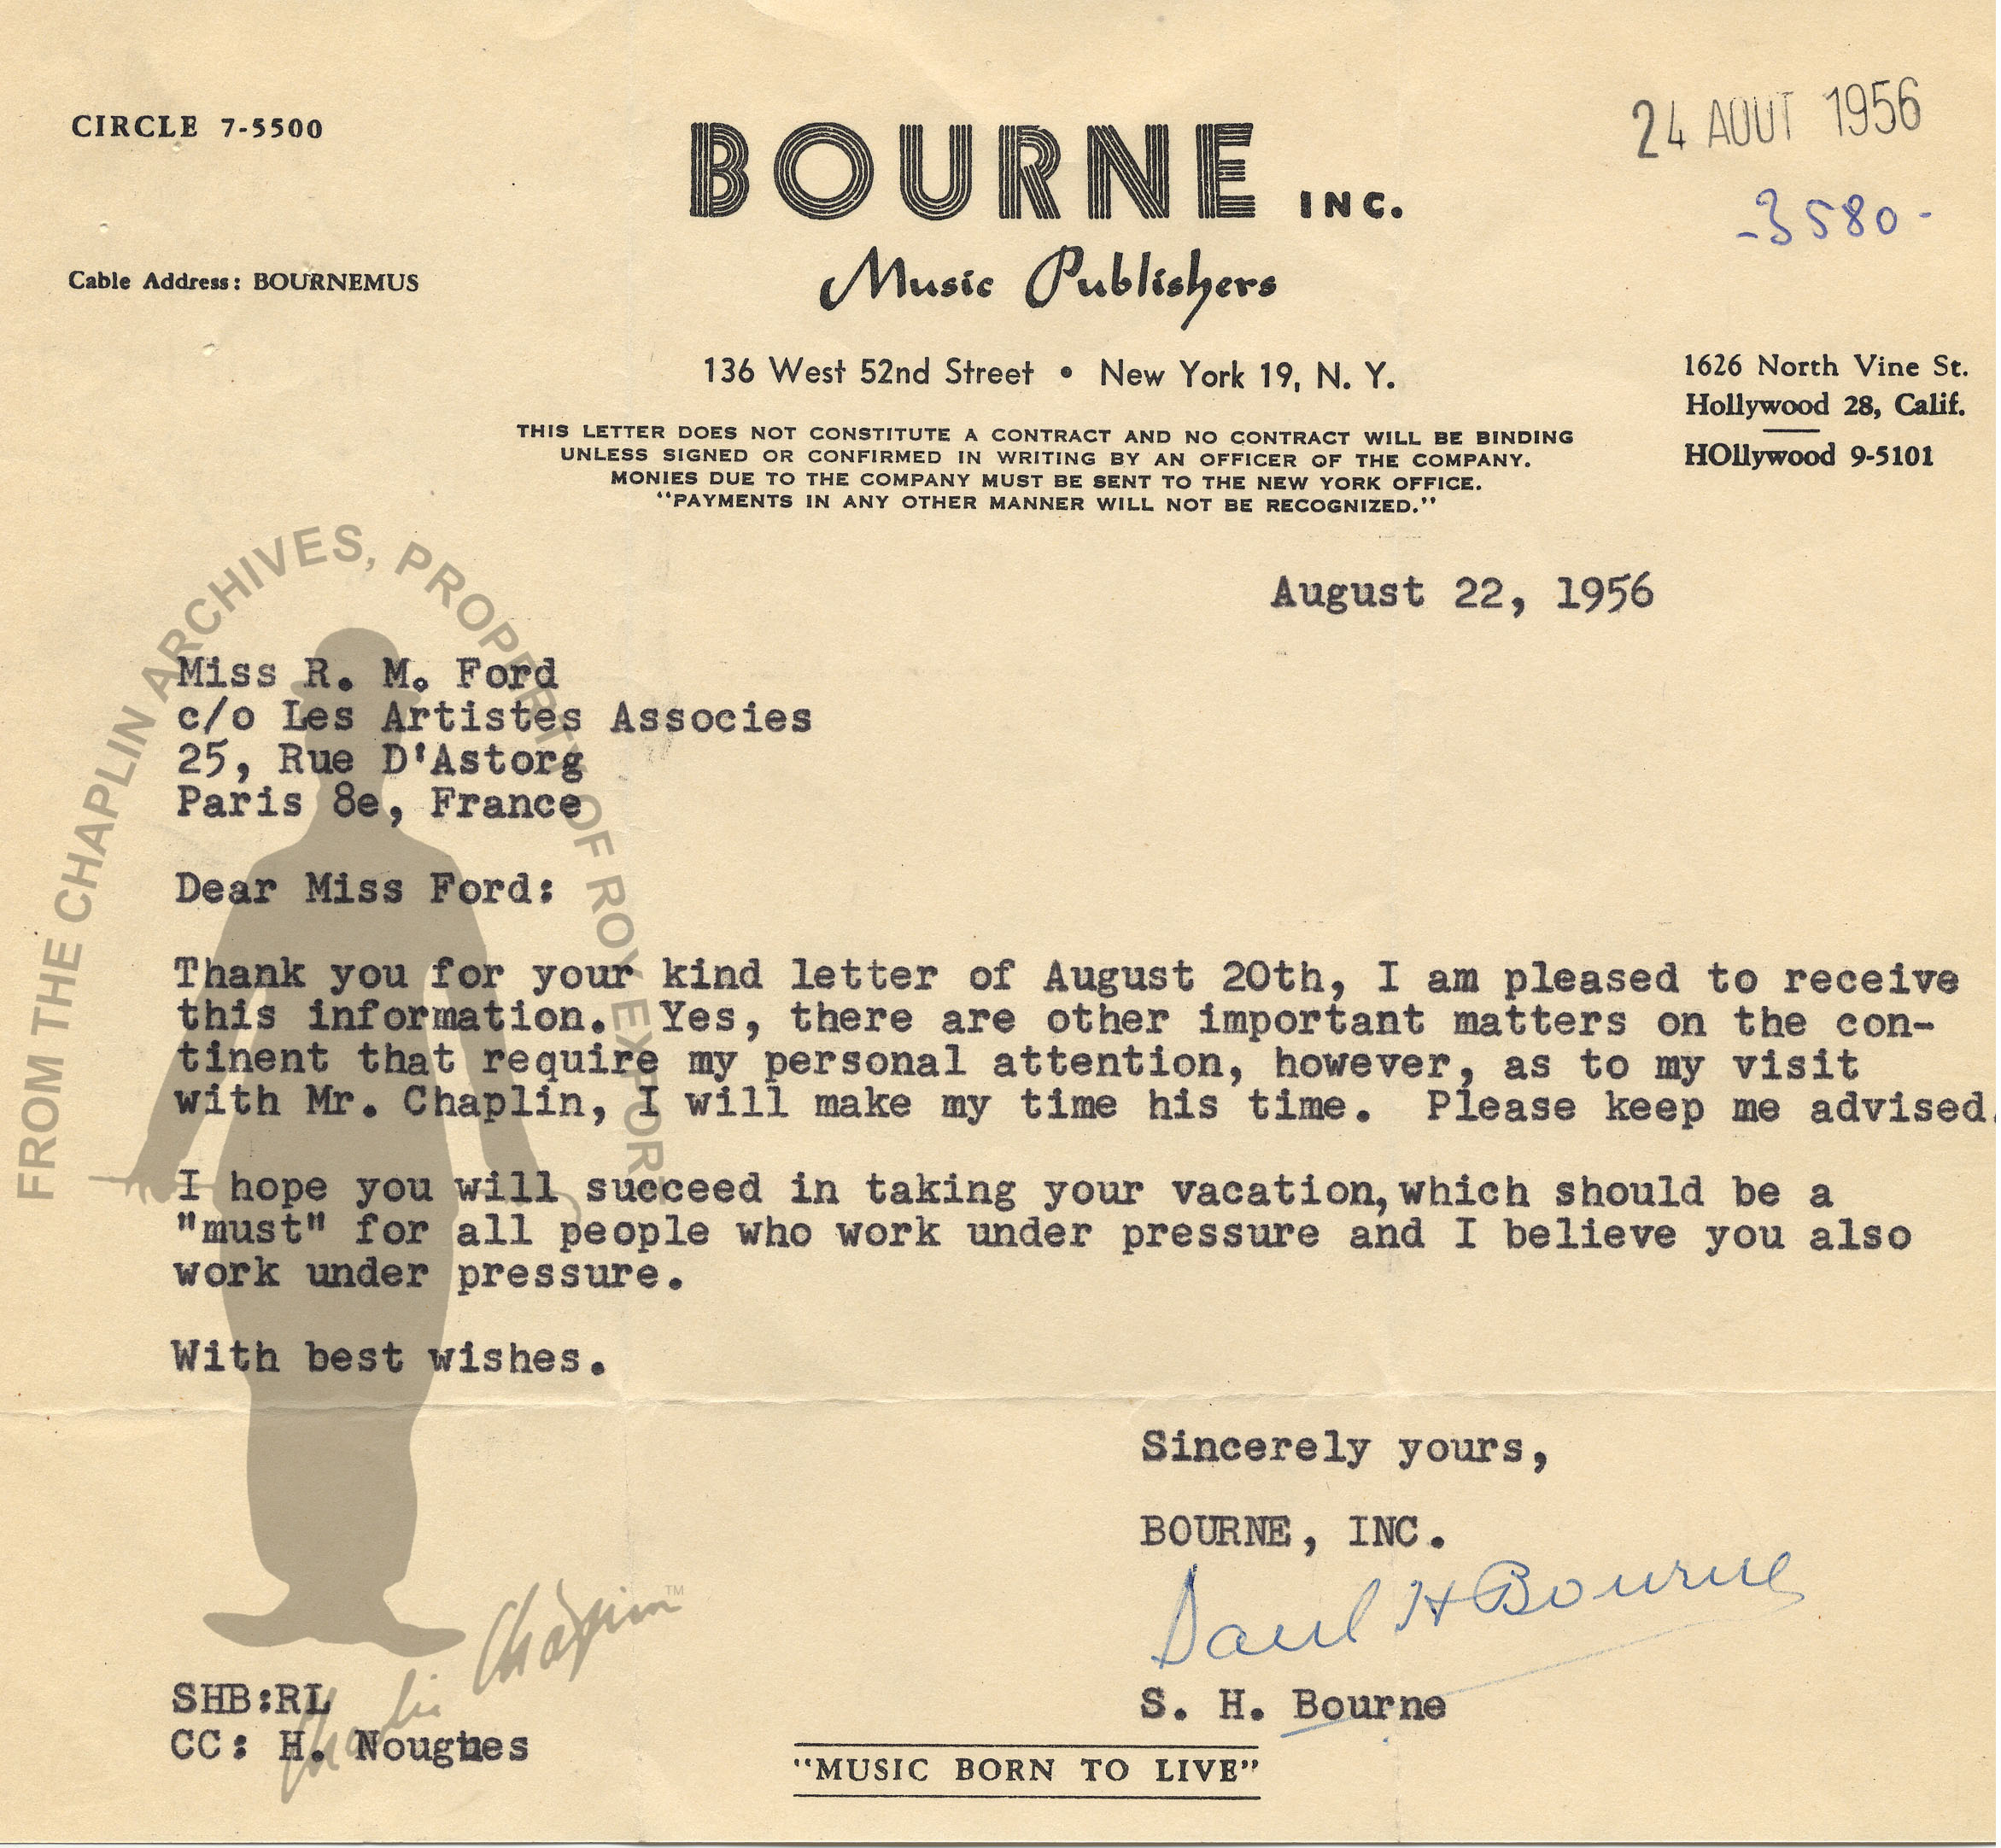 CIRCLE 7-5500
BOURNE INC.
24 AOUT 1956
-3580-
Cable Address: BOURNEMUS
Music Publishers
136 West 52nd Street • New York 19, N. Y.
1626 North Vine St.
Hollywood 28, Calif.
HOllywood 9-5101
THIS LETTER DOES NOT CONSTITUTE A CONTRACT AND NO CONTRACT WILL BE BINDING
UNLESS SIGNED OR CONFIRMED IN WRITING BY AN OFFICER OF THE COMPANY.
MONIES DUE TO THE COMPANY MUST BE SENT TO THE NEW YORK OFFICE.
"PAYMENTS IN ANY OTHER MANNER WILL NOT BE RECOGNIZED."
FROM THE CHAPLIN ARCHIVES, PROPERTY OF ROY EXPORT
August 22, 1956
Miss R. M. Ford
c/o Les Artistes Associes
25, Rue D'Astorg
Paris 8e, France
Dear Miss Ford:
Thank you for your kind letter of August 20th, I am pleased to receive
this information. Yes, there are other important matters on the con-
tinent that require my personal attention, however, as to my visit
with Mr. Chaplin, I will make my time his time. Please keep me advised.
I hope you will succeed in taking your vacation,which should be a
"must" for all people who work under pressure and I believe you also
work under pressure.
With best wishes.
Sincerely yours,
BOURNE, INC.
Saul H Bourne
S. H. Bourne
Charlie Chaplin TM
SHB:RL
CC: H. Nougues
"MUSIC BORN TO LIVE"